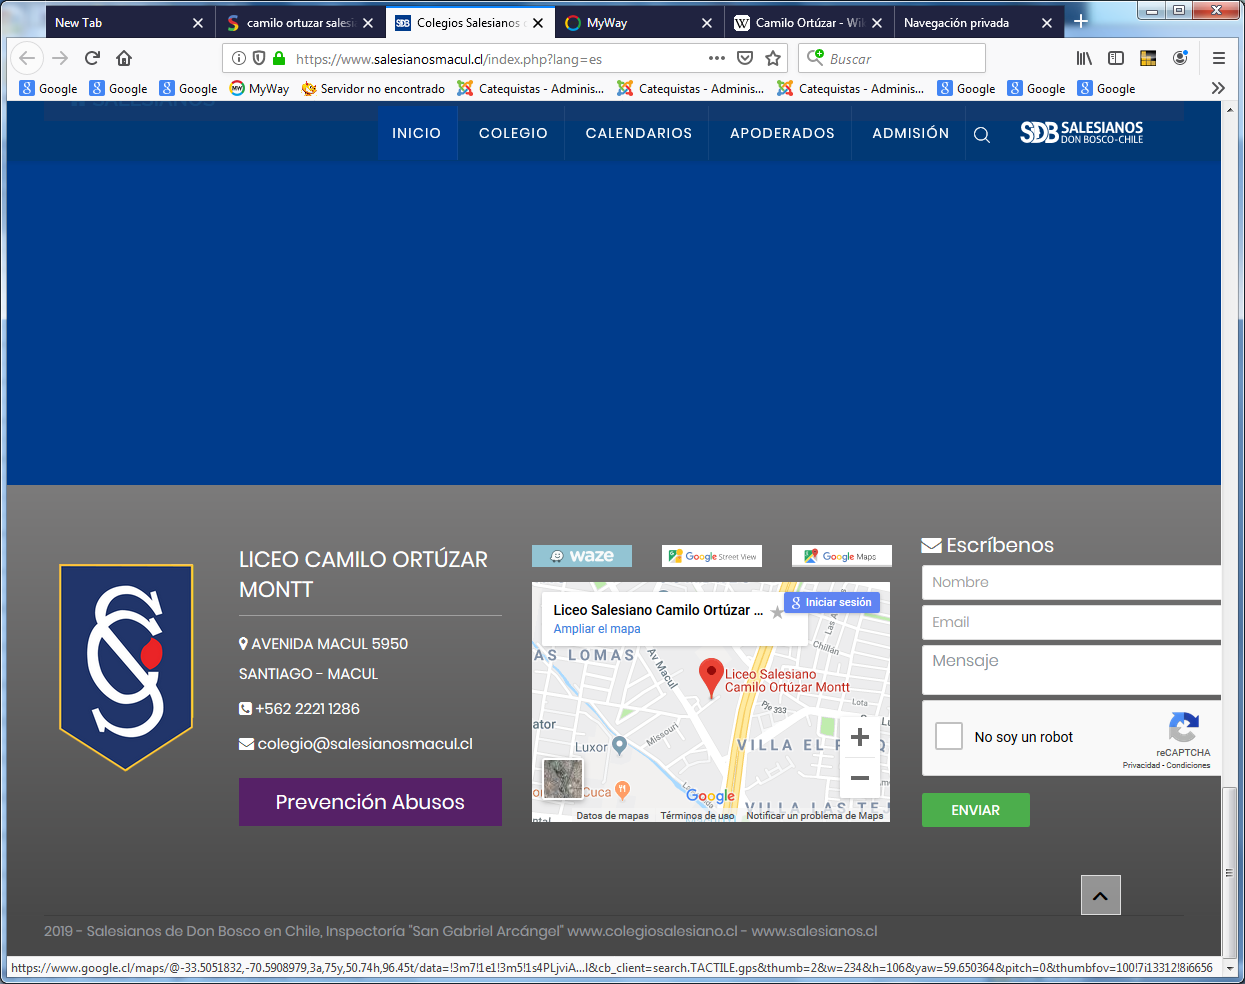 New Tab
camilo ortuzar salesi
Colegios Salesianos
MyWay
Camilo Ortúzar - Wi
Navegación privada
https://www.salesianosmacul.cl/index.php?lang=es
Buscar
Google
Google
Google
MyWay
Servidor no encontrado
Catequistas - Adminis...
Catequistas - Adminis...
Catequistas - Adminis...
Google
Google
Google
INICIO
COLEGIO
CALENDARIOS
APODERADOS
ADMISIÓN
SDB SALESIANOS
DON BOSCO-CHILE
LICEO CAMILO ORTÚZAR
MONTT
AVENIDA MACUL 5950
SANTIAGO - MACUL
+562 2221 1286
colegio@salesianosmacul.cl
Prevención Abusos
waze
Google Street View
Google Maps
Liceo Salesiano Camilo Ortúzar ...
Iniciar sesión
Ampliar el mapa
AS LOMAS
Av Macul
Chillán
Liceo Salesiano
Camilo Ortúzar Montt
Lota
Pje 333
ator
Missouri
Luxor
VILLA EL
Cuca
Google
VILLA LAS TEJ
Datos de mapas
Términos de uso
Notificar un problema de Maps
Escríbenos
Nombre
Email
Mensaje
No soy un robot
reCAPTCHA
Privacidad - Condiciones
ENVIAR
2019 - Salesianos de Don Bosco en Chile, Inspectoría "San Gabriel Arcángel" www.colegiosalesiano.cl - www.salesianos.cl
https://www.google.cl/maps/@-33.5051832,-70.5908979,3a,75y,50.74h,96.45t/data=!3m7!1e1!3m5!1s4PLjviA...l&cb_client=search.TACTILE.gps&thumb=2&w=234&h=106&yaw=59.650364&pitch=0&thumbfov=100!7i13312!8i6656